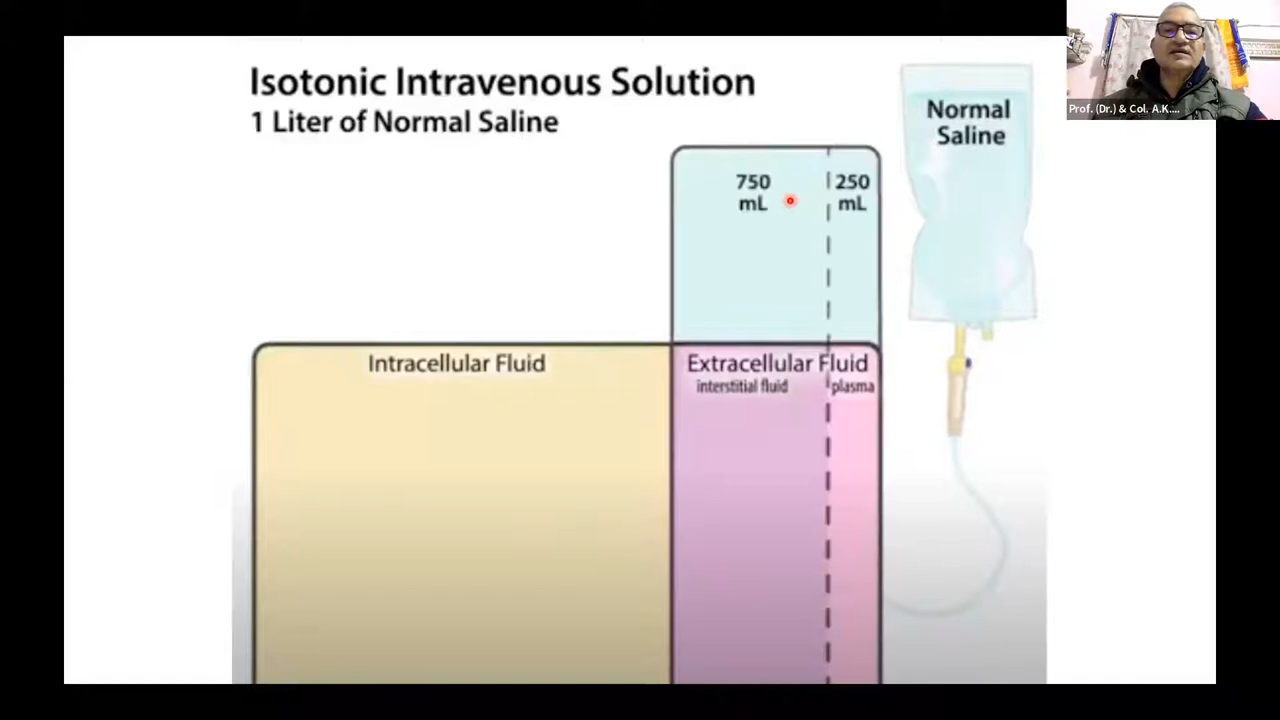 Isotonic Intravenous Solution
1 Liter of Normal Saline
Normal
Saline
750
mL
250
mL
Intracellular Fluid
Extracellular Fluid
interstitial fluid
plasma
Prof. (Dr.) & Col. A.K....